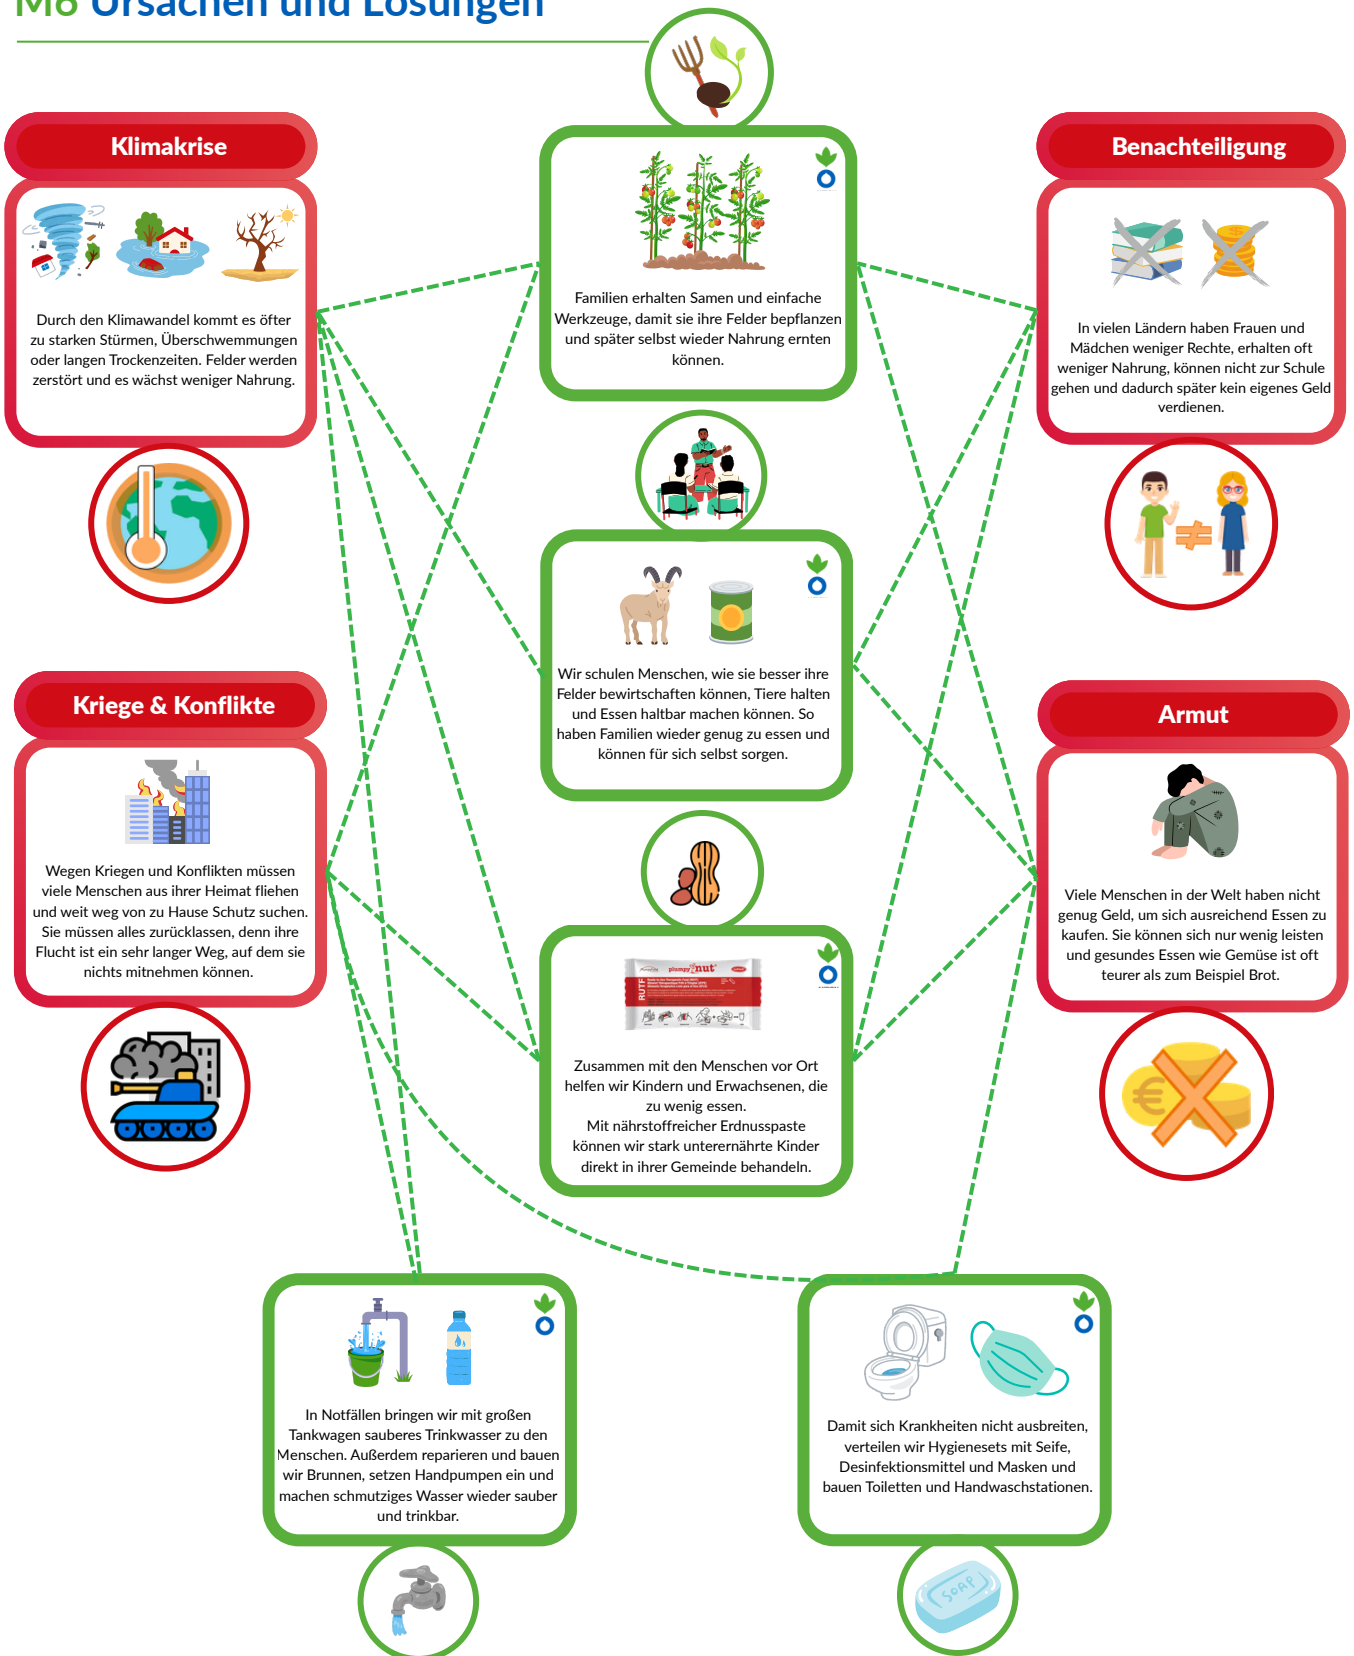 M6 Ursachen und Lösungen
Klimakrise
Durch den Klimawandel kommt es öfter
zu starken Stürmen, Überschwemmungen
oder langen Trockenzeiten. Felder werden
zerstört und es wächst weniger Nahrung.
Familien erhalten Samen und einfache
Werkzeuge, damit sie ihre Felder bepflanzen
und später selbst wieder Nahrung ernten
können.
Benachteiligung
In vielen Ländern haben Frauen und
Mädchen weniger Rechte, erhalten oft
weniger Nahrung, können nicht zur Schule
gehen und dadurch später kein eigenes Geld
verdienen.
Wir schulen Menschen, wie sie besser ihre
Felder bewirtschaften können, Tiere halten
und Essen haltbar machen können. So
haben Familien wieder genug zu essen und
können für sich selbst sorgen.
Kriege & Konflikte
Wegen Kriegen und Konflikten müssen
viele Menschen aus ihrer Heimat fliehen
und weit weg von zu Hause Schutz suchen.
Sie müssen alles zurücklassen, denn ihre
Flucht ist ein sehr langer Weg, auf dem sie
nichts mitnehmen können.
Armut
Viele Menschen in der Welt haben nicht
genug Geld, um sich ausreichend Essen zu
kaufen. Sie können sich nur wenig leisten
und gesundes Essen wie Gemüse ist oft
teurer als zum Beispiel Brot.
€
plumpy'nut
RUTF
Zusammen mit den Menschen vor Ort
helfen wir Kindern und Erwachsenen, die
zu wenig essen.
Mit nährstoffreicher Erdnusspaste
können wir stark unterernährte Kinder
direkt in ihrer Gemeinde behandeln.
In Notfällen bringen wir mit großen
Tankwagen sauberes Trinkwasser zu den
Menschen. Außerdem reparieren und bauen
wir Brunnen, setzen Handpumpen ein und
machen schmutziges Wasser wieder sauber
und trinkbar.
Damit sich Krankheiten nicht ausbreiten,
verteilen wir Hygienesets mit Seife,
Desinfektionsmittel und Masken und
bauen Toiletten und Handwaschstationen.
SOAP